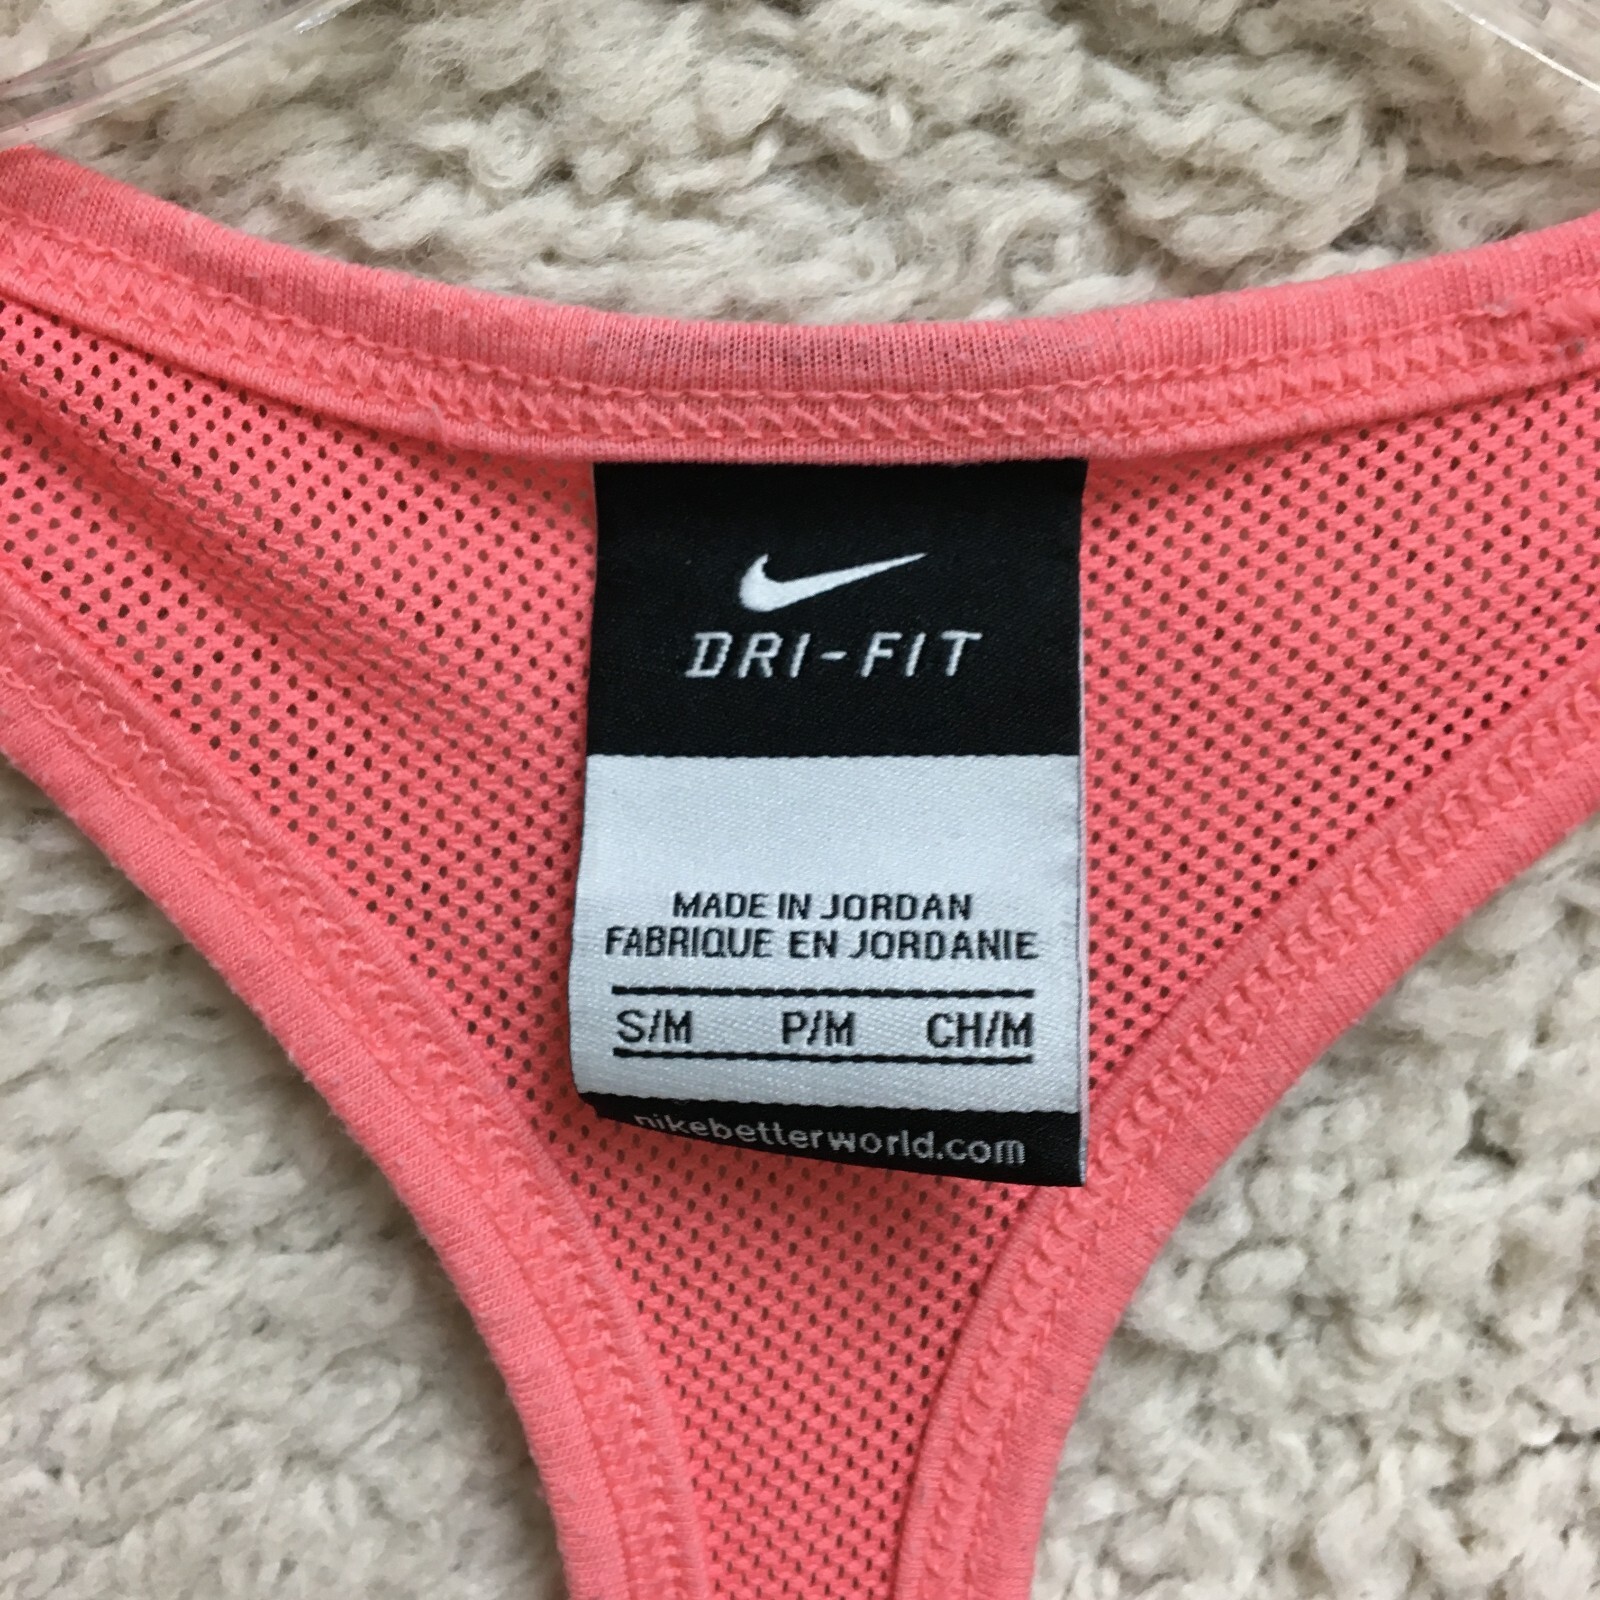 DRI-FIT
MADE IN JORDAN
FABRIQUE EN JORDANIE
S/M P/M CH/M
nikebetterworld.com